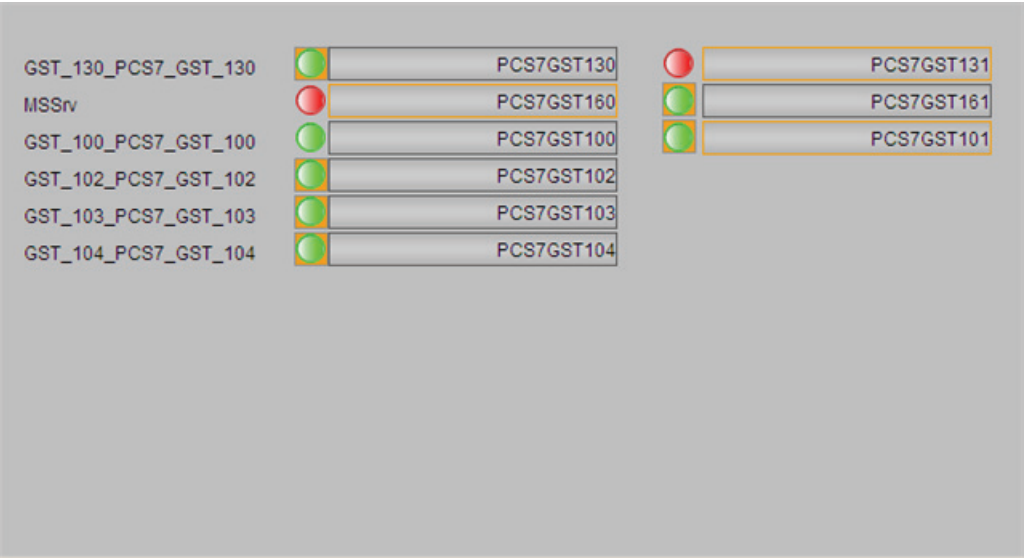 GST_130_PCS7_GST_130 PCS7GST130 PCS7GST131
MSSrv PCS7GST160 PCS7GST161
GST_100_PCS7_GST_100 PCS7GST100 PCS7GST101
GST_102_PCS7_GST_102 PCS7GST102
GST_103_PCS7_GST_103 PCS7GST103
GST_104_PCS7_GST_104 PCS7GST104